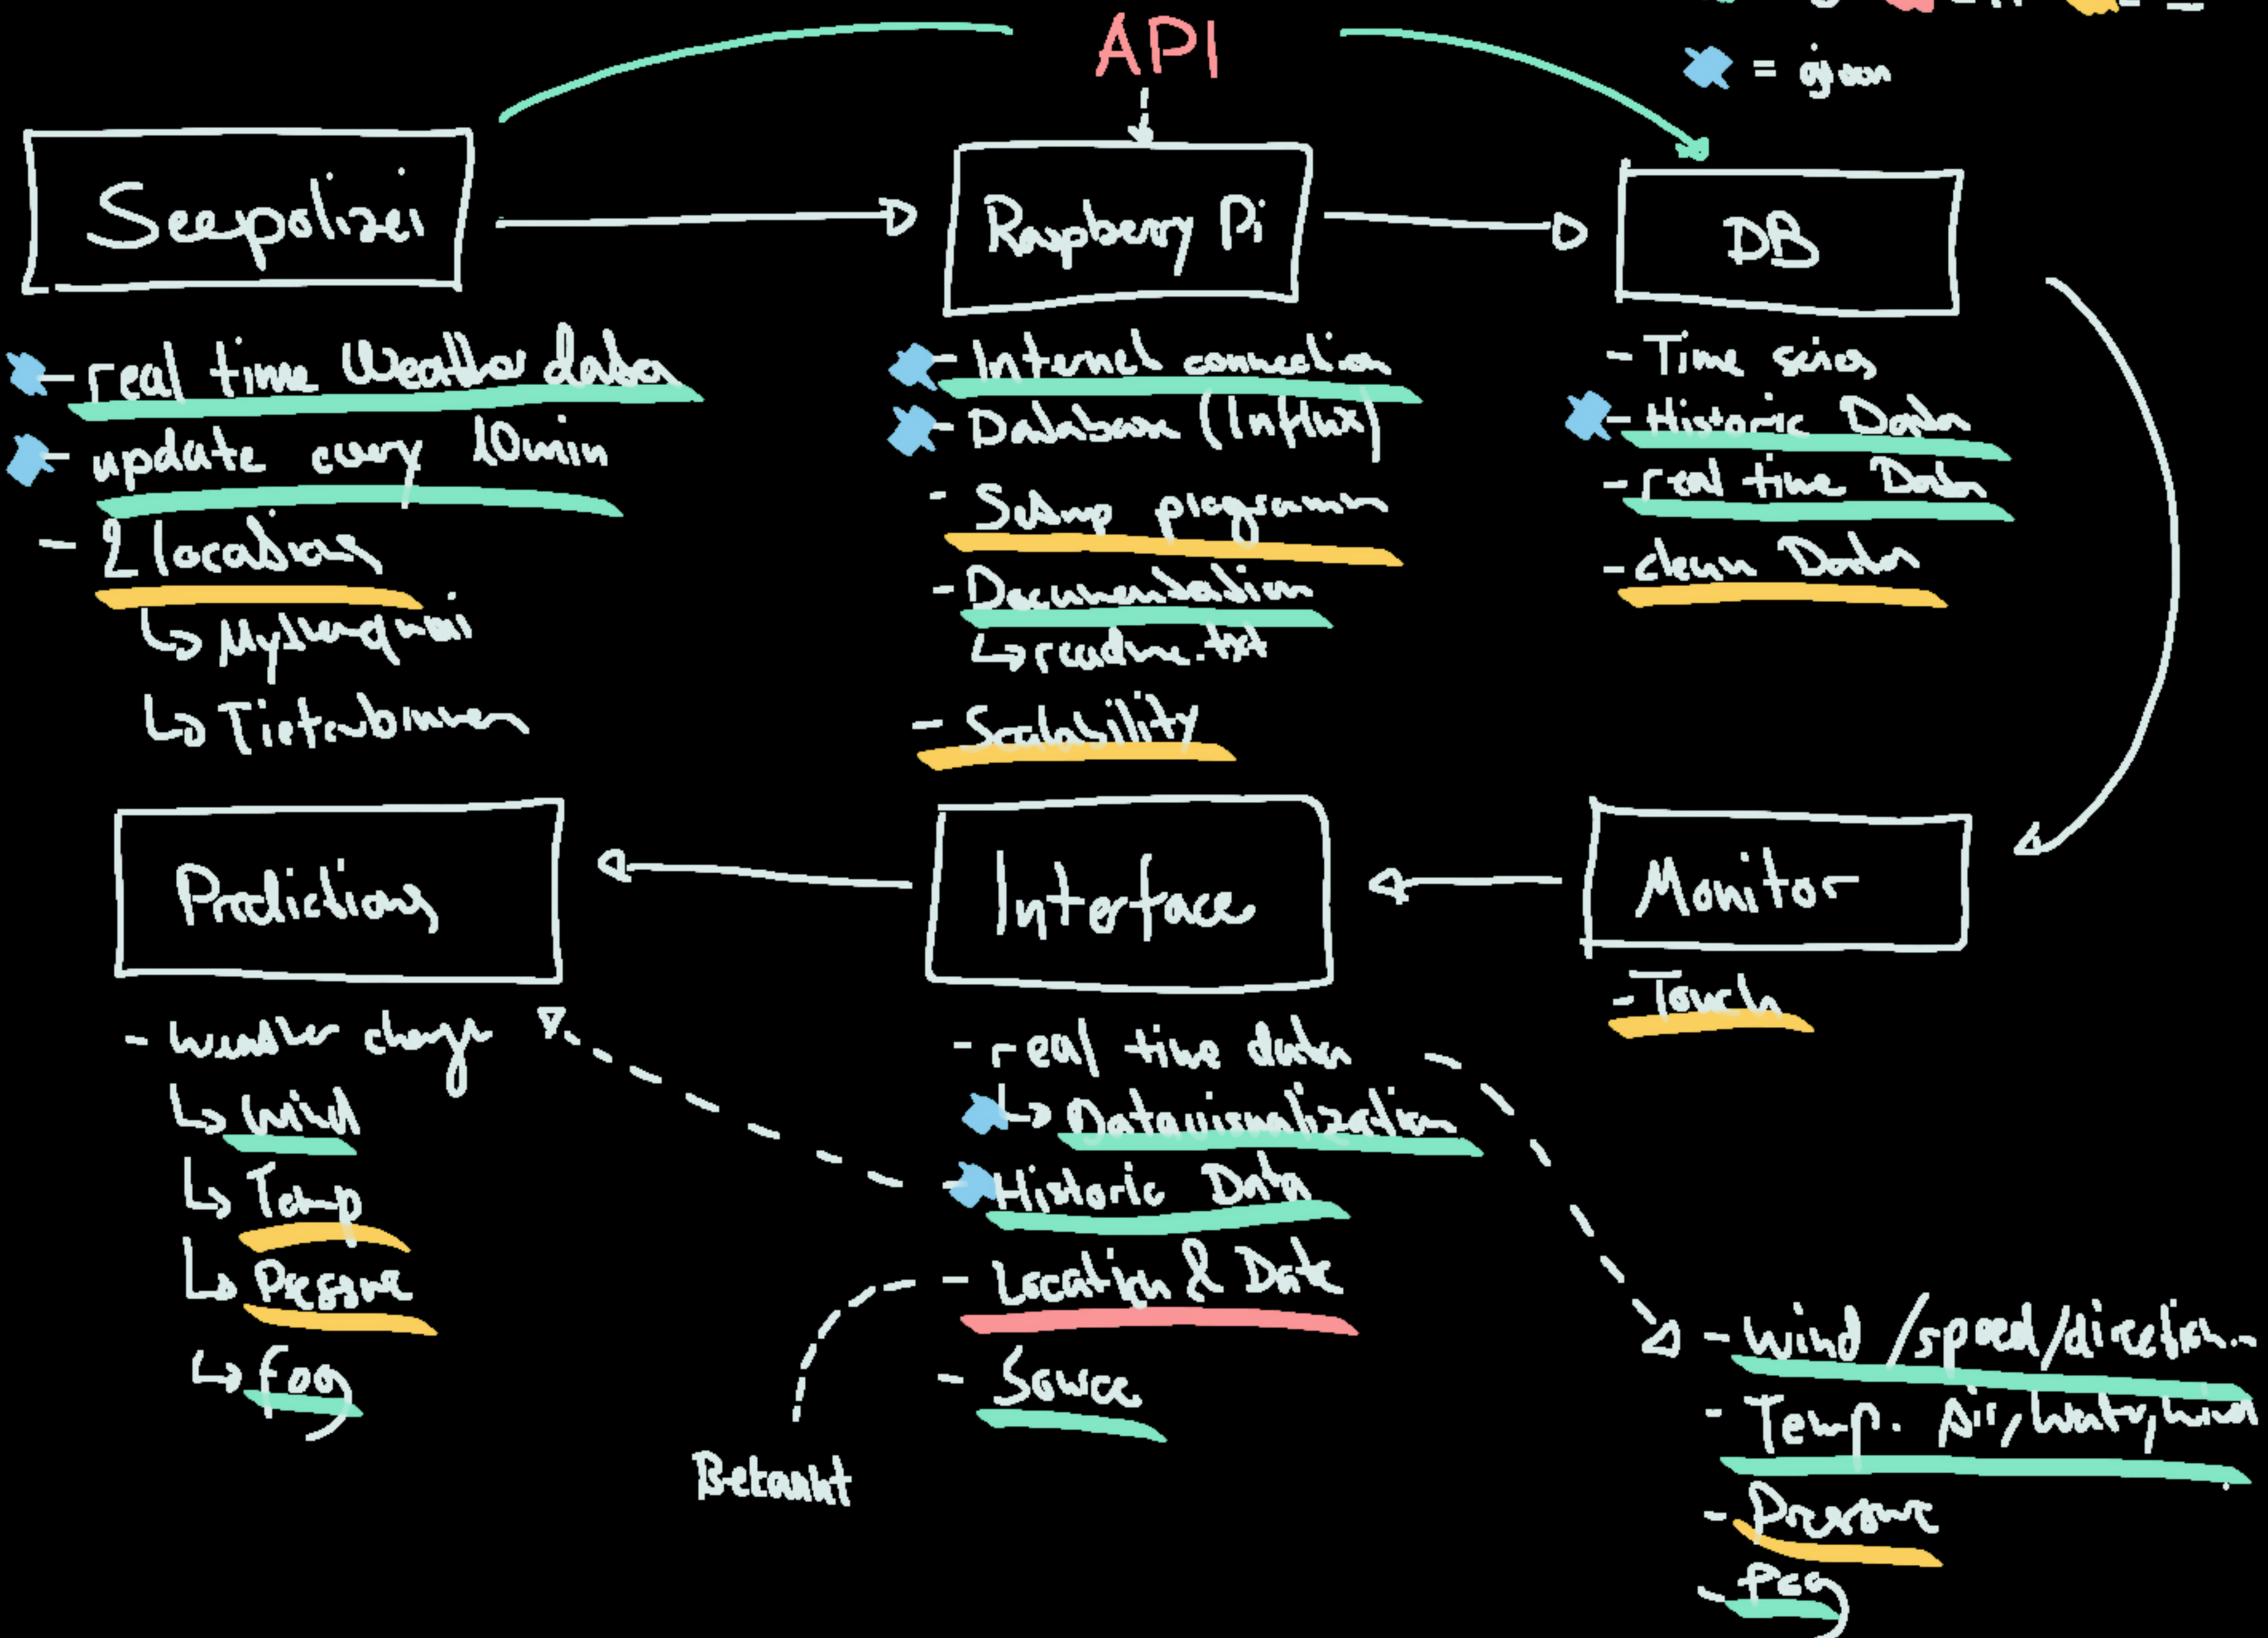 API
= given
Seepolizei
Raspberry Pi
DB
- real time Weather data
- update every 10min
- 2 locations
↳ Mythenquai
↳ Tiefenbrunnen
- Internet connection
- Database (Influx)
- Setup programm
- Documentation
↳ readme.txt
- Scalability
- Time series
- Historic Data
- real time Data
- clean Data
Predictions
Interface
Monitor
- weather change
↳ Wind
↳ Temp
↳ Pressure
↳ fog
- real time data
↳ Datavisualization
- Historic Data
- Location & Date
- Source
Bekannt
- Touch
- Wind /speed/direction
- Temp. Air, Water, Wind
- Pressure